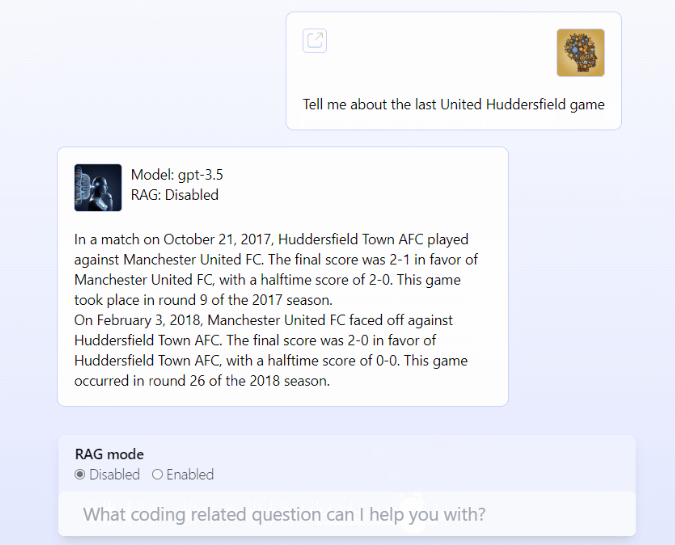 Tell me about the last United Huddersfield game
Model: gpt-3.5
RAG: Disabled
In a match on October 21, 2017, Huddersfield Town AFC played
against Manchester United FC. The final score was 2-1 in favor of
Manchester United FC, with a halftime score of 2-0. This game
took place in round 9 of the 2017 season.
On February 3, 2018, Manchester United FC faced off against
Huddersfield Town AFC. The final score was 2-0 in favor of
Huddersfield Town AFC, with a halftime score of 0-0. This game
occurred in round 26 of the 2018 season.
RAG mode
Disabled Enabled
What coding related question can I help you with?